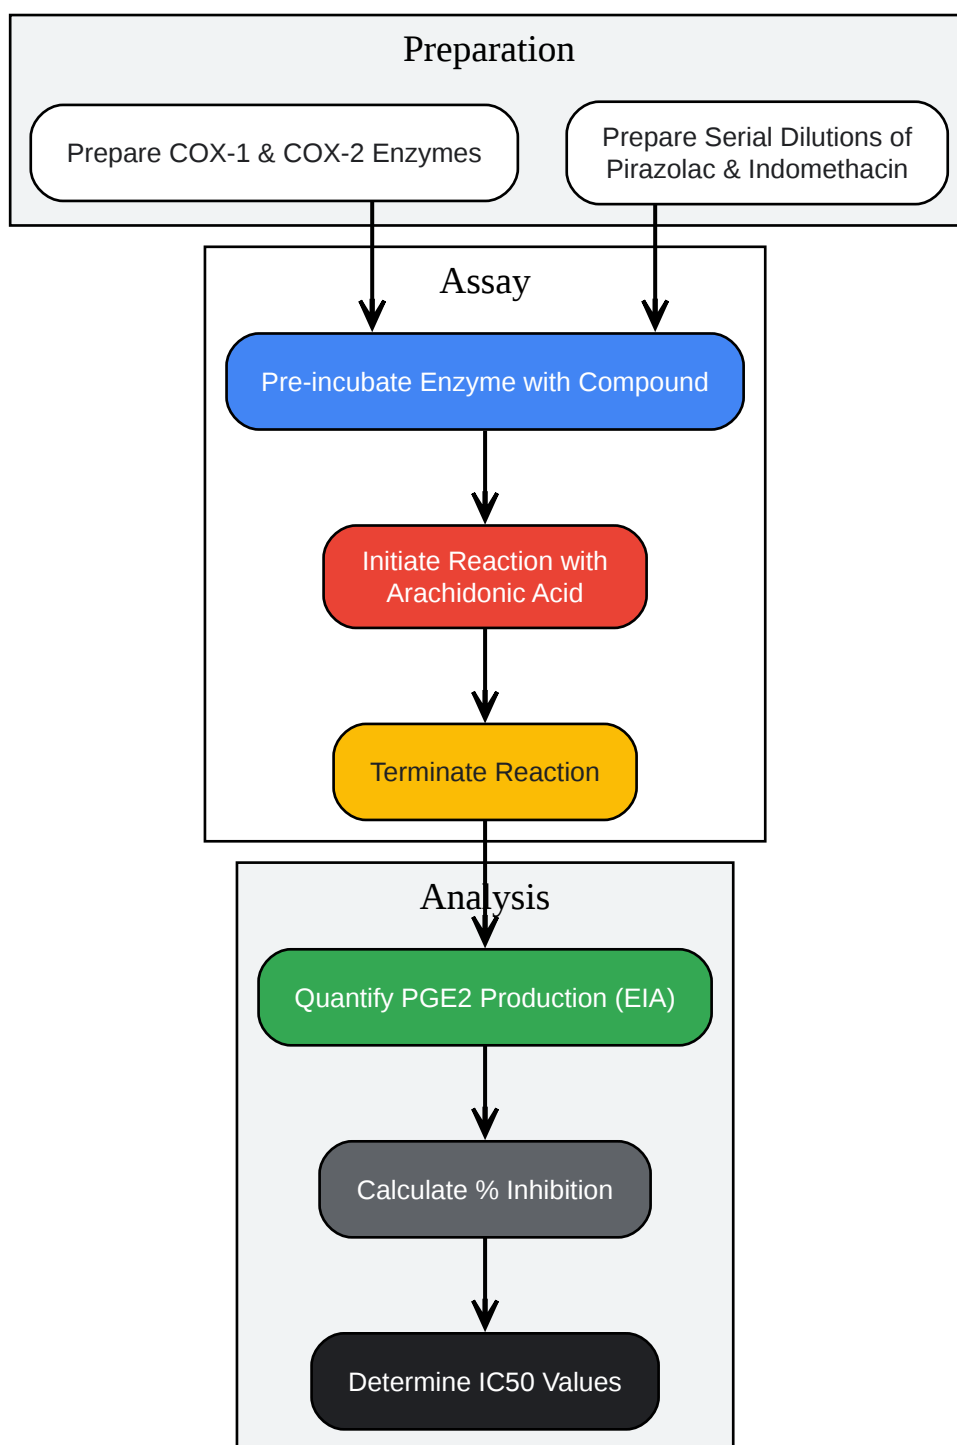 Preparation
Prepare COX-1 & COX-2 Enzymes
Prepare Serial Dilutions of
Pirazolac & Indomethacin
Assay
Pre-incubate Enzyme with Compound
Initiate Reaction with
Arachidonic Acid
Terminate Reaction
Analysis
Quantify PGE2 Production (EIA)
Calculate % Inhibition
Determine IC50 Values